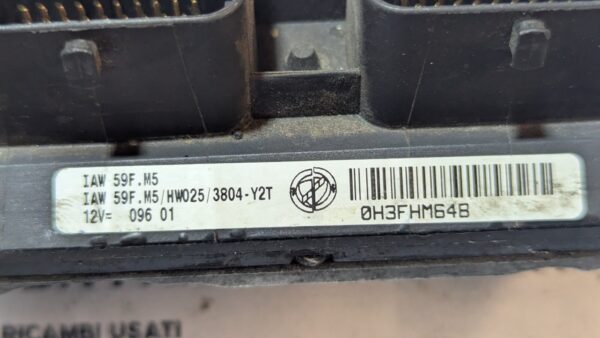 IAW 59F.M5
IAW 59F.M5/HW025/3804-Y2T
12V= 096 01
0H3FHM64B
RICAMBI USATI